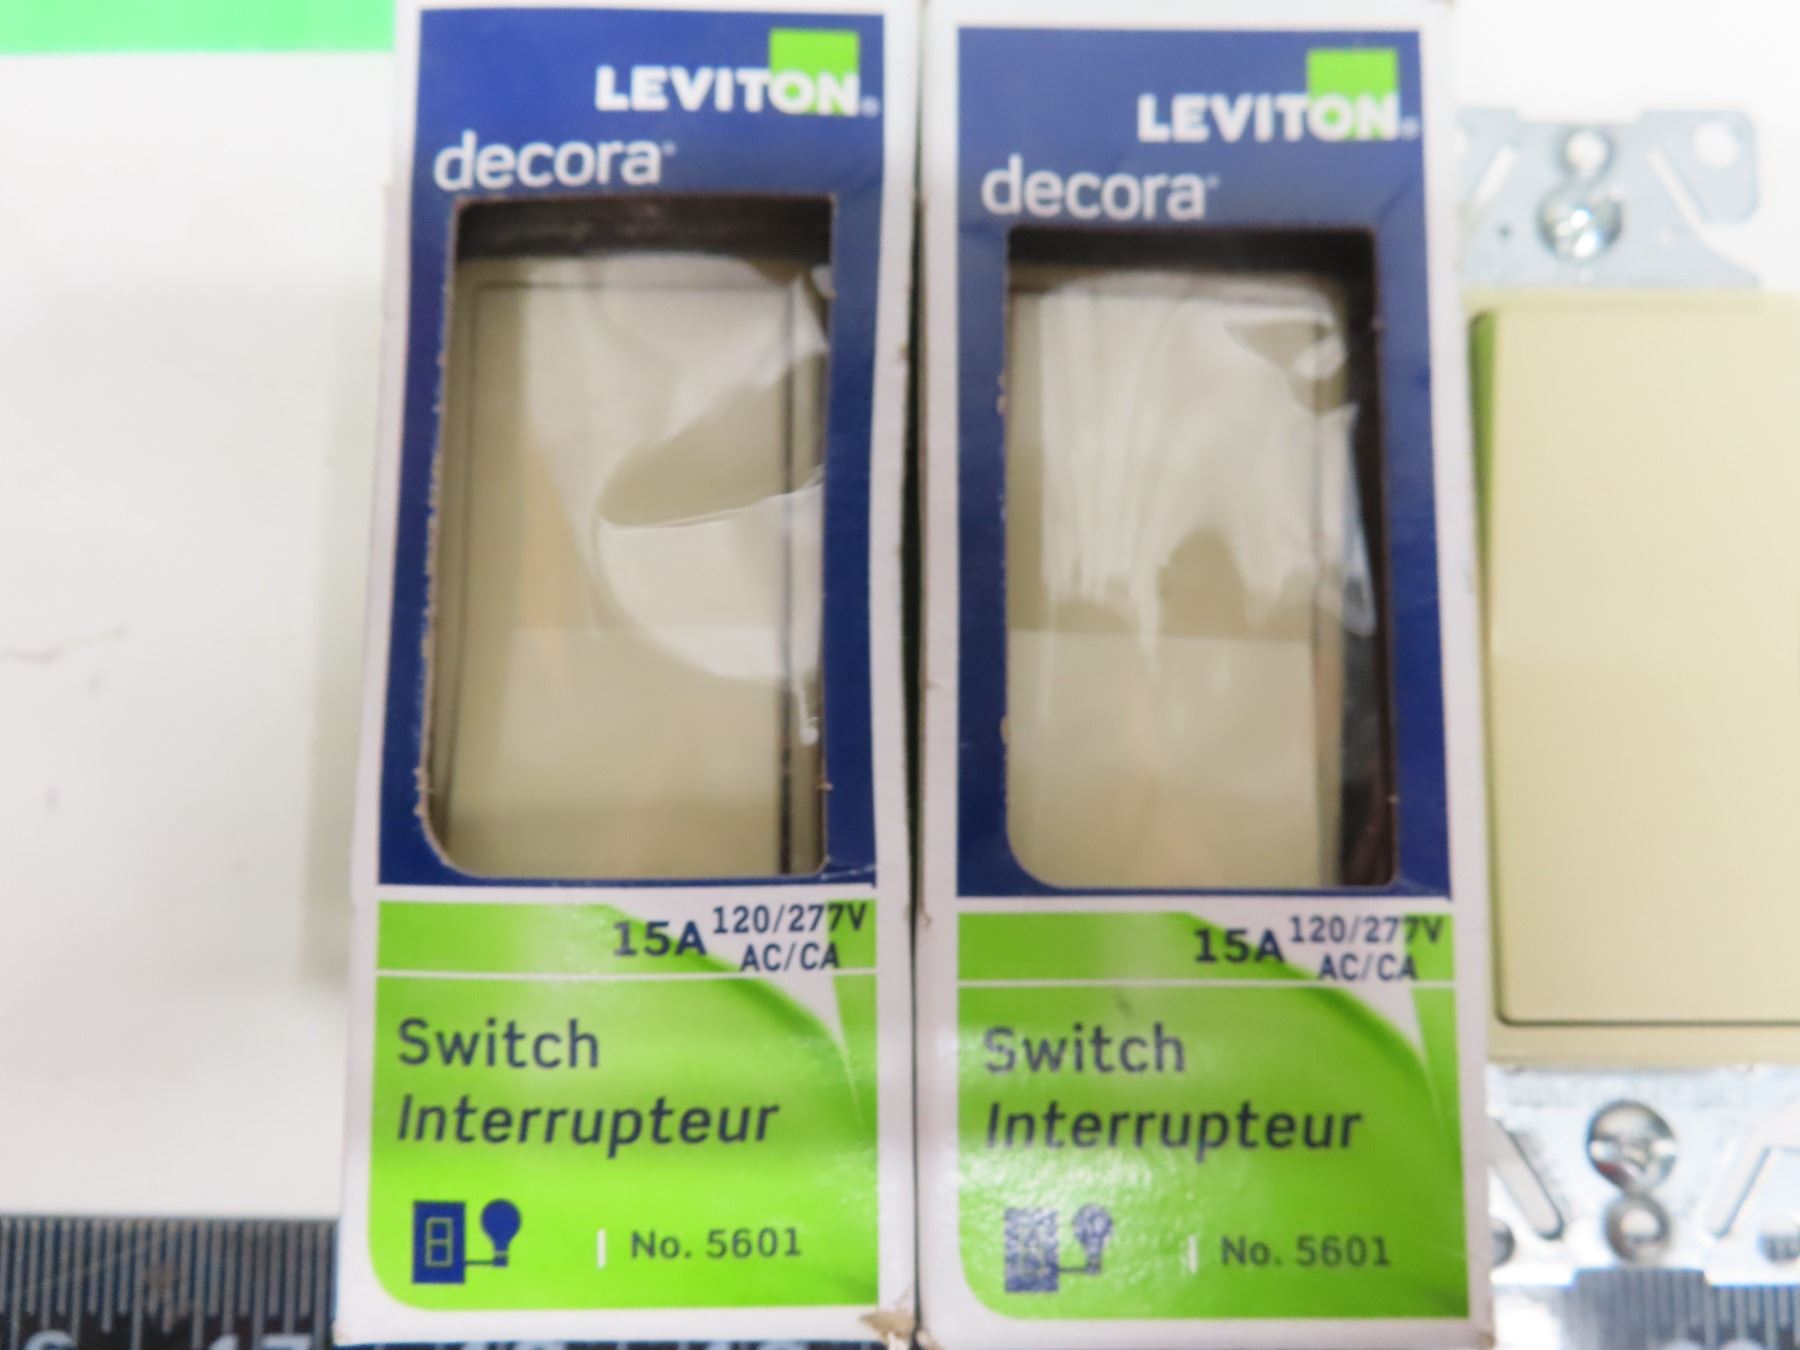 LEVITON®
decora®
15A 120/277V
AC/CA
Switch
Interrupteur
No. 5601
LEVITON®
decora®
15A 120/277V
AC/CA
Switch
Interrupteur
No. 5601